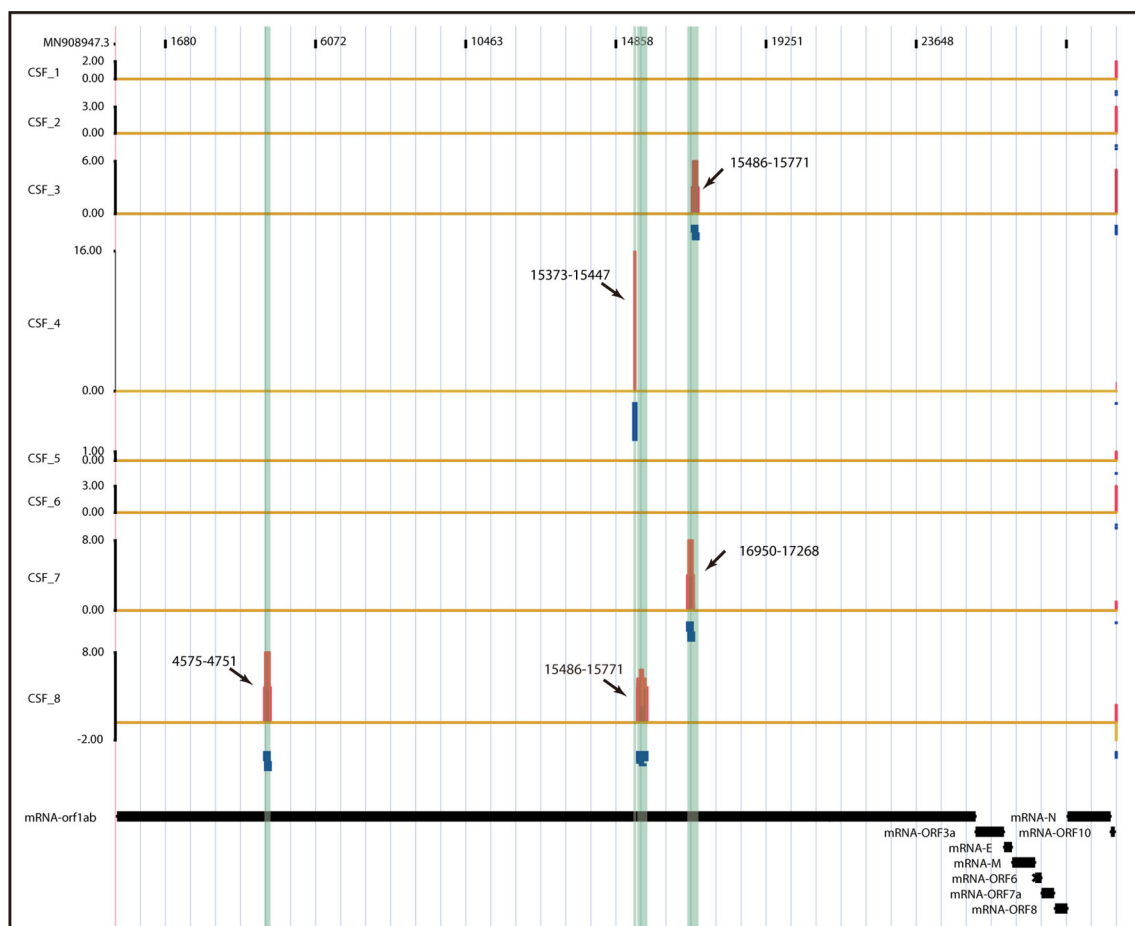 MN908947.3 1680 6072 10463 14858 19251 23648
CSF_1 2.00
0.00
CSF_2 3.00
0.00
CSF_3 6.00
0.00
15486-15771
CSF_4 16.00
0.00
15373-15447
CSF_5 1.00
0.00
CSF_6 3.00
0.00
CSF_7 8.00
0.00
16950-17268
CSF_8 8.00
-2.00
4575-4751
15486-15771
mRNA-orf1ab
mRNA-N
mRNA-ORF3a
mRNA-ORF10
mRNA-E
mRNA-M
mRNA-ORF6
mRNA-ORF7a
mRNA-ORF8